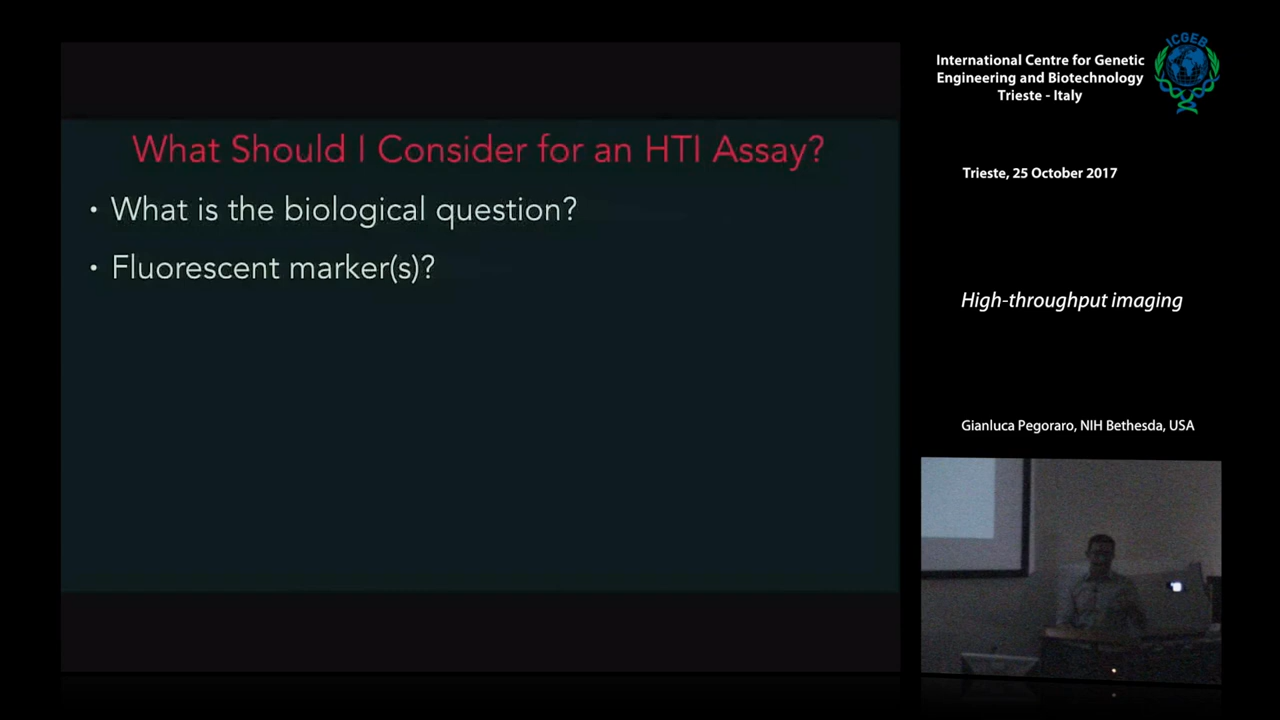 What Should I Consider for an HTI Assay?
• What is the biological question?
• Fluorescent marker(s)?
International Centre for Genetic
Engineering and Biotechnology
Trieste - Italy
ICGEB
Trieste, 25 October 2017
High-throughput imaging
Gianluca Pegoraro, NIH Bethesda, USA